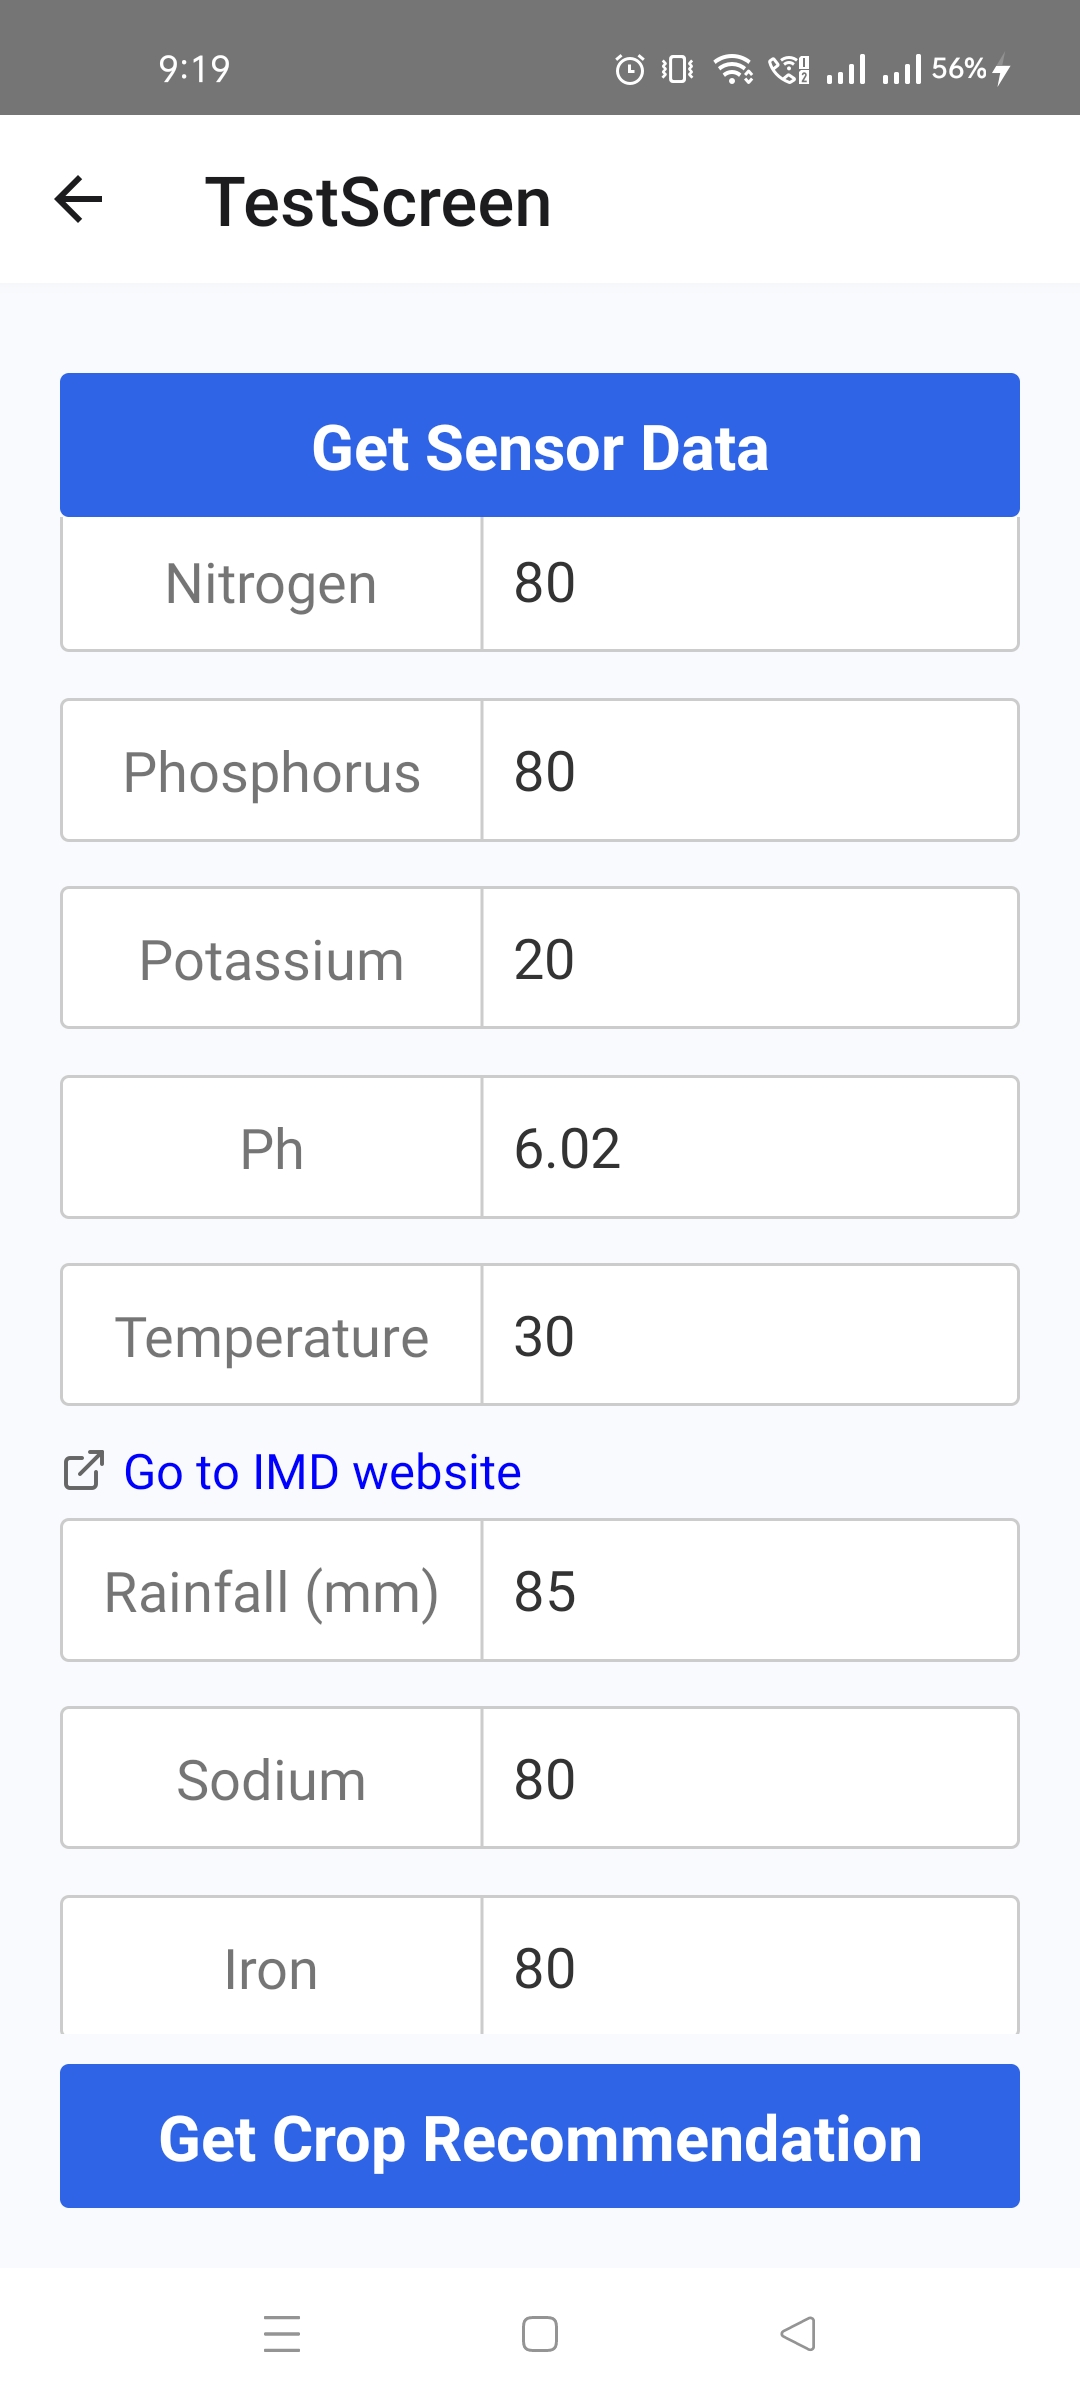 9:19 56%
TestScreen
Get Sensor Data
Nitrogen 80
Phosphorus 80
Potassium 20
Ph 6.02
Temperature 30
Go to IMD website
Rainfall (mm) 85
Sodium 80
Iron 80
Get Crop Recommendation